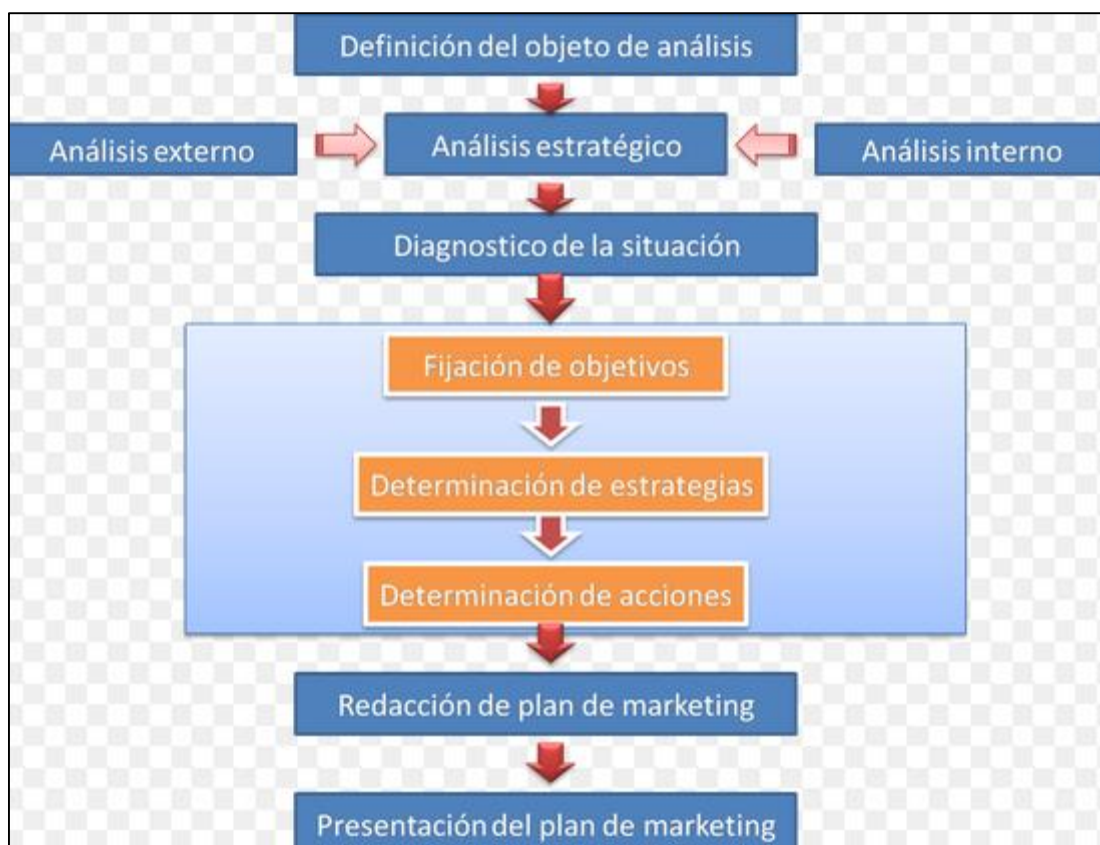 Definición del objeto de análisis
Análisis externo
Análisis estratégico
Análisis interno
Diagnostico de la situación
Fijación de objetivos
Determinación de estrategias
Determinación de acciones
Redacción de plan de marketing
Presentación del plan de marketing